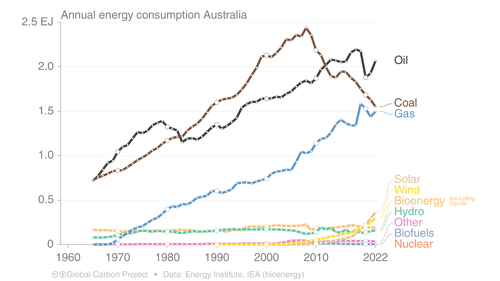 Annual energy consumption Australia
2.5 EJ
2.0
1.5
1.0
0.5
0
1960
1970
1980
1990
2000
2010
2022
Oil
Coal
Gas
Solar
Wind
Bioenergy excluding liquids
Hydro
Other
Biofuels
Nuclear
Global Carbon Project • Data: Energy Institute, IEA (bioenergy)